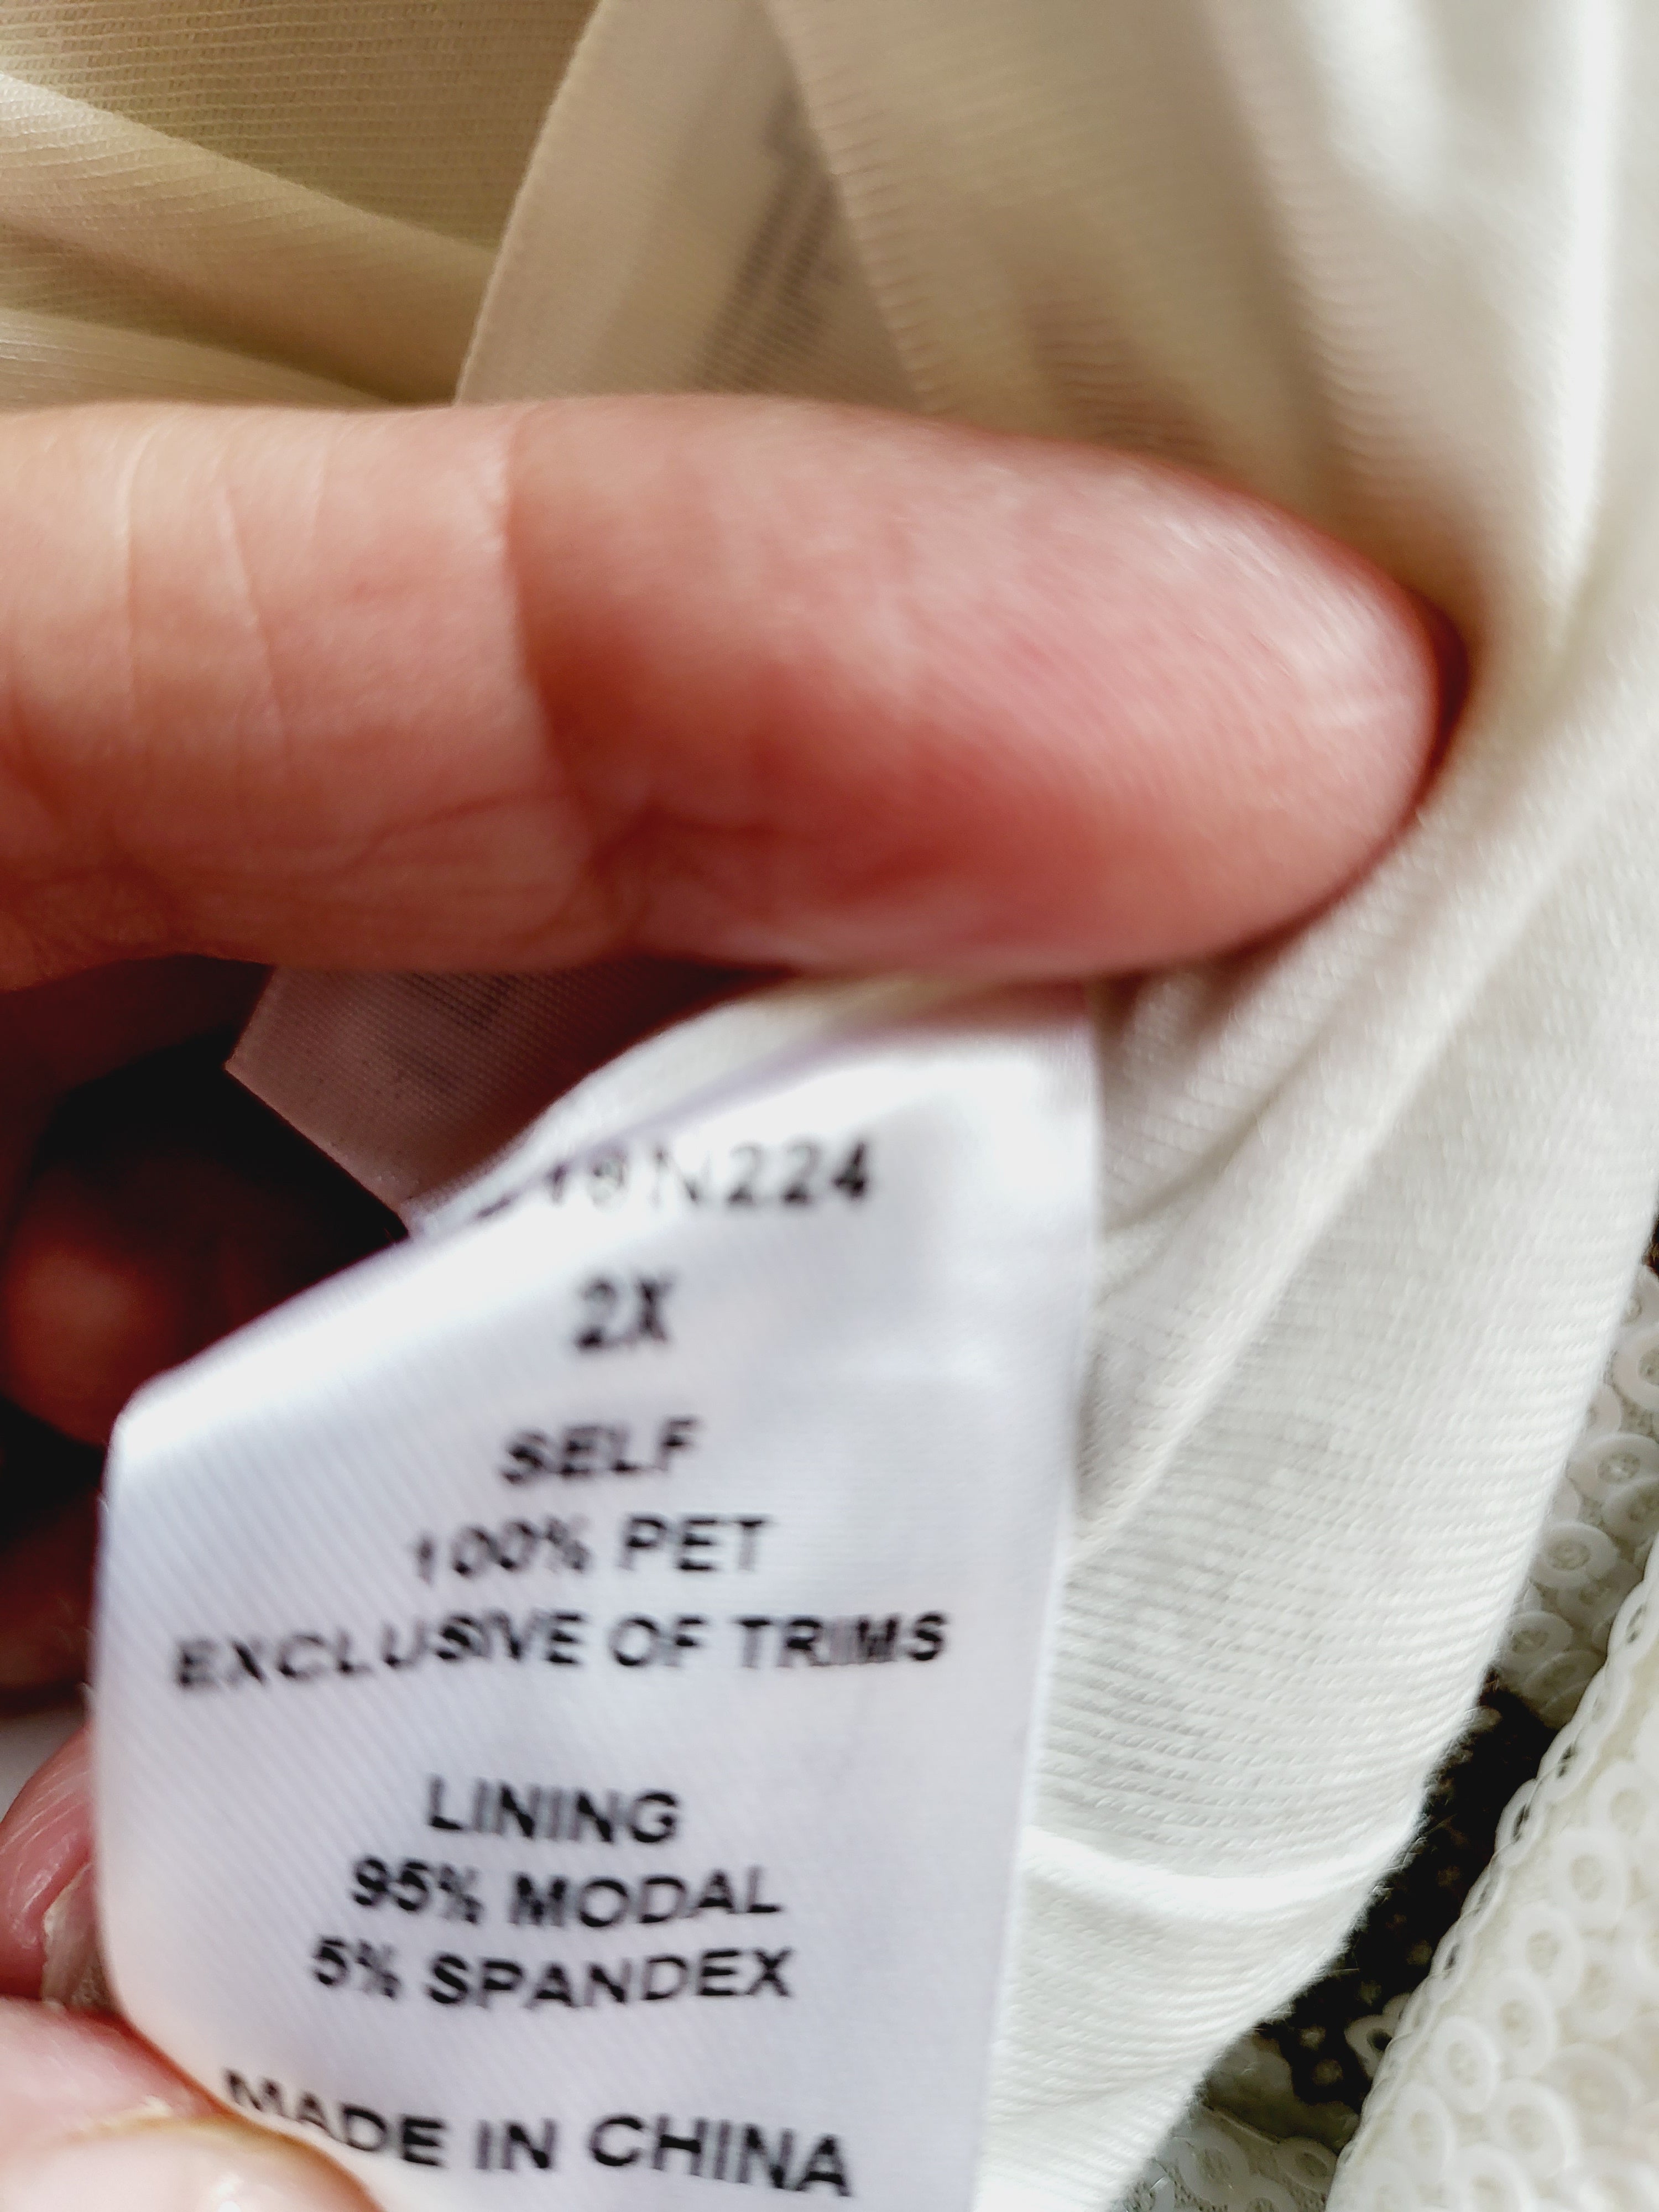 2X
SELF
100% PET
EXCLUSIVE OF TRIMS
LINING
95% MODAL
5% SPANDEX
MADE IN CHINA